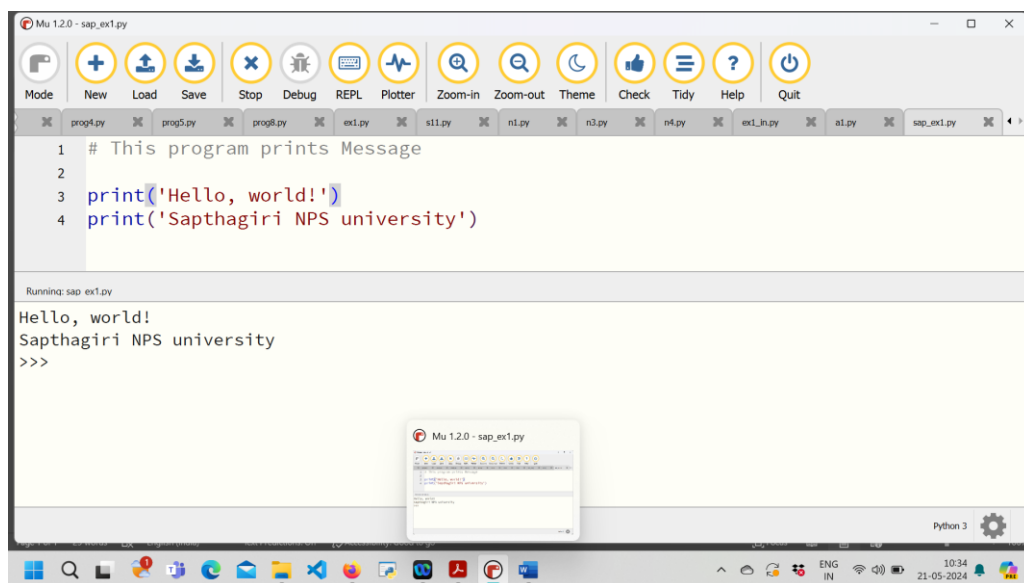 Mu 1.2.0 - sap_ex1.py
Mode New Load Save Stop Debug REPL Plotter Zoom-in Zoom-out Theme Check Tidy Help Quit
prog4.py prog5.py prog8.py ex1.py s11.py n1.py n3.py n4.py ex1_in.py a1.py sap_ex1.py
1 # This program prints Message
2
3 print('Hello, world!')
4 print('Sapthagiri NPS university')
Running: sap_ex1.py
Hello, world!
Sapthagiri NPS university
>>>
Mu 1.2.0 - sap_ex1.py
Python 3
ENG
IN
10:34
21-05-2024